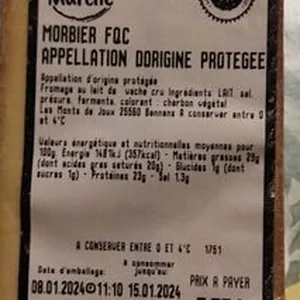 Marché
MORBIER FQC
APPELLATION DORIGINE PROTEGEE
Appellation d'origine protégée
Fromage au lait de vache cru Ingrédients LAIT, sel,
présure, ferments, colorant : charbon végétal
Les Monts de Joux 25560 Bannans A conserver entre 0
et 4°C
Valeurs énergétique et nutritionnelles moyennes pour
100g. Energie 1481kJ (357kcal) - Matières grasses 29g
(dont acides gras saturés 20g) - Glucides 1g (dont
sucres 1g) - Protéines 23g - Sel 1.3g
A CONSERVER ENTRE 0 ET 4°C 1751
à consommer
Date d'emballage: jusqu'au: PRIX A PAYER
08.01.2024 11:10 15.01.2024